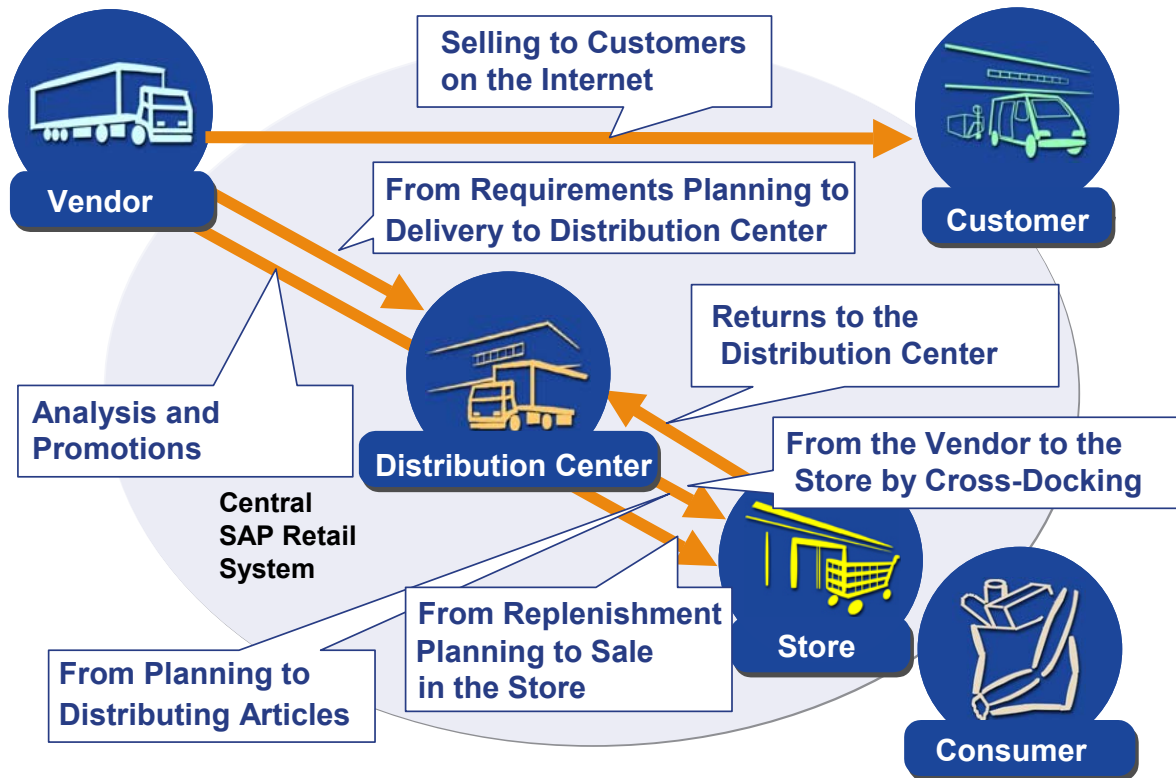 Selling to Customers
on the Internet
Vendor
Customer
From Requirements Planning to
Delivery to Distribution Center
Returns to the
Distribution Center
Analysis and
Promotions
Distribution Center
From the Vendor to the
Store by Cross-Docking
Central
SAP Retail
System
From Replenishment
Planning to Sale
in the Store
Store
From Planning to
Distributing Articles
Consumer